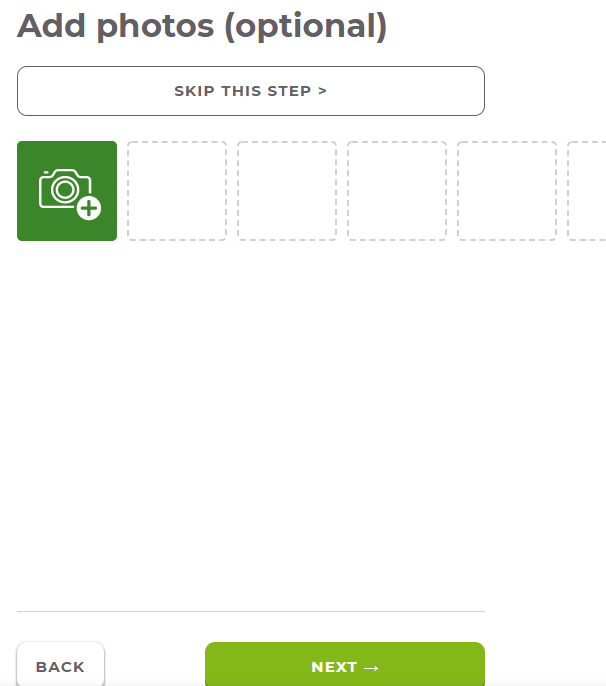 Add photos (optional)
SKIP THIS STEP >
BACK
NEXT →